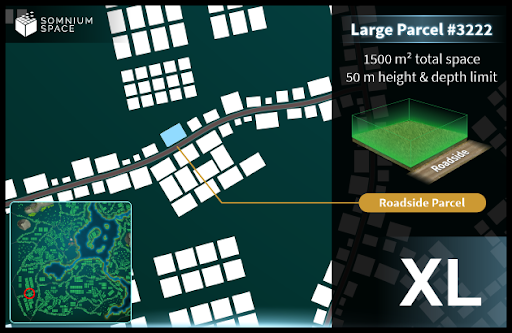 SOMNIUM
SPACE
Large Parcel #3222
1500 m² total space
50 m height & depth limit
Roadside
Roadside Parcel
XL